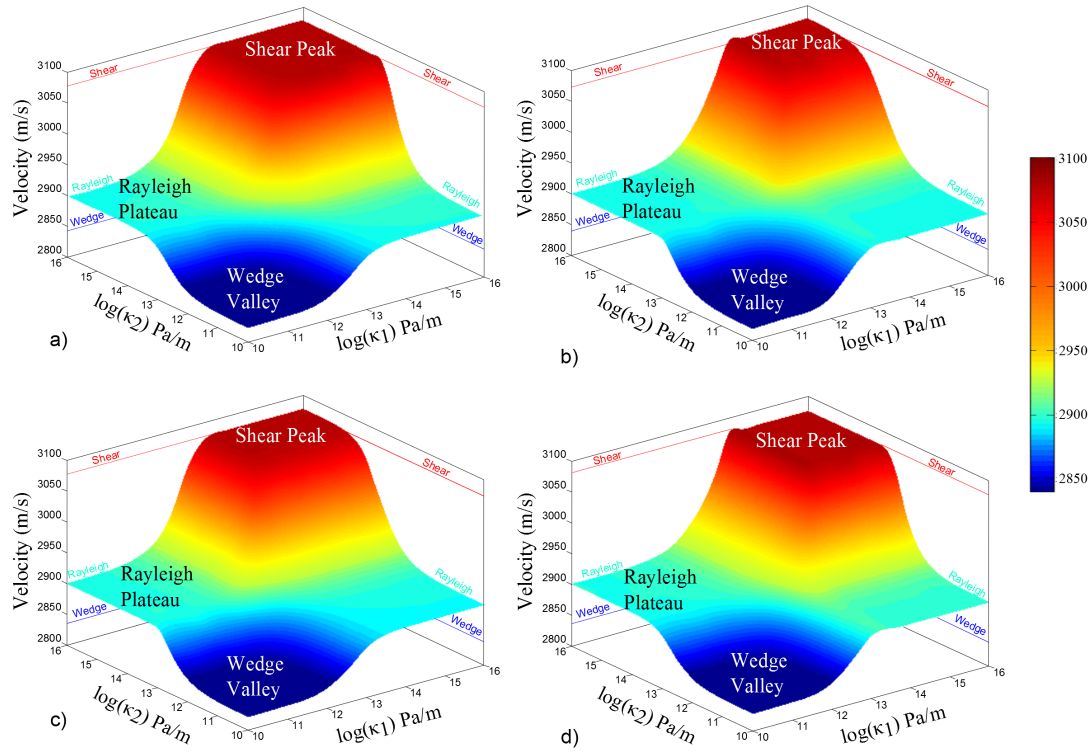 Velocity (m/s)
3100
3050
3000
2950
2900
2850
2800
Shear
Shear Peak
Shear
Rayleigh
Rayleigh
Plateau
Rayleigh
Wedge
Wedge
Wedge
Valley
16
15
14
13
12
11
10
log(κ2) Pa/m
10
11
12
13
14
15
16
log(κ1) Pa/m
a)
Velocity (m/s)
3100
3050
3000
2950
2900
2850
2800
Shear
Shear Peak
Shear
Rayleigh
Rayleigh
Plateau
Rayleigh
Wedge
Wedge
Wedge
Valley
16
15
14
13
12
11
10
log(κ2) Pa/m
10
11
12
13
14
15
16
log(κ1) Pa/m
b)
3100
3050
3000
2950
2900
2850
Velocity (m/s)
3100
3050
3000
2950
2900
2850
2800
Shear
Shear Peak
Shear
Rayleigh
Rayleigh
Plateau
Rayleigh
Wedge
Wedge
Wedge
Valley
16
15
14
13
12
11
10
log(κ2) Pa/m
10
11
12
13
14
15
16
log(κ1) Pa/m
c)
Velocity (m/s)
3100
3050
3000
2950
2900
2850
2800
Shear
Shear Peak
Shear
Rayleigh
Rayleigh
Plateau
Rayleigh
Wedge
Wedge
Wedge
Valley
16
15
14
13
12
11
10
log(κ2) Pa/m
10
11
12
13
14
15
16
log(κ1) Pa/m
d)